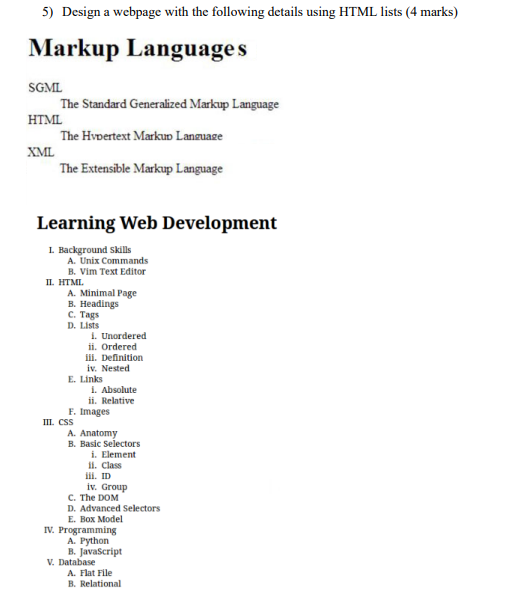 5) Design a webpage with the following details using HTML lists (4 marks)
Markup Languages
SGML
The Standard Generalized Markup Language
HTML
The Hypertext Markup Language
XML
The Extensible Markup Language
Learning Web Development
I. Background Skills
A. Unix Commands
B. Vim Text Editor
II. HTML
A. Minimal Page
B. Headings
C. Tags
D. Lists
i. Unordered
ii. Ordered
iii. Definition
iv. Nested
E. Links
i. Absolute
ii. Relative
F. Images
III. CSS
A. Anatomy
B. Basic Selectors
i. Element
ii. Class
iii. ID
iv. Group
C. The DOM
D. Advanced Selectors
E. Box Model
IV. Programming
A. Python
B. JavaScript
V. Database
A. Flat File
B. Relational